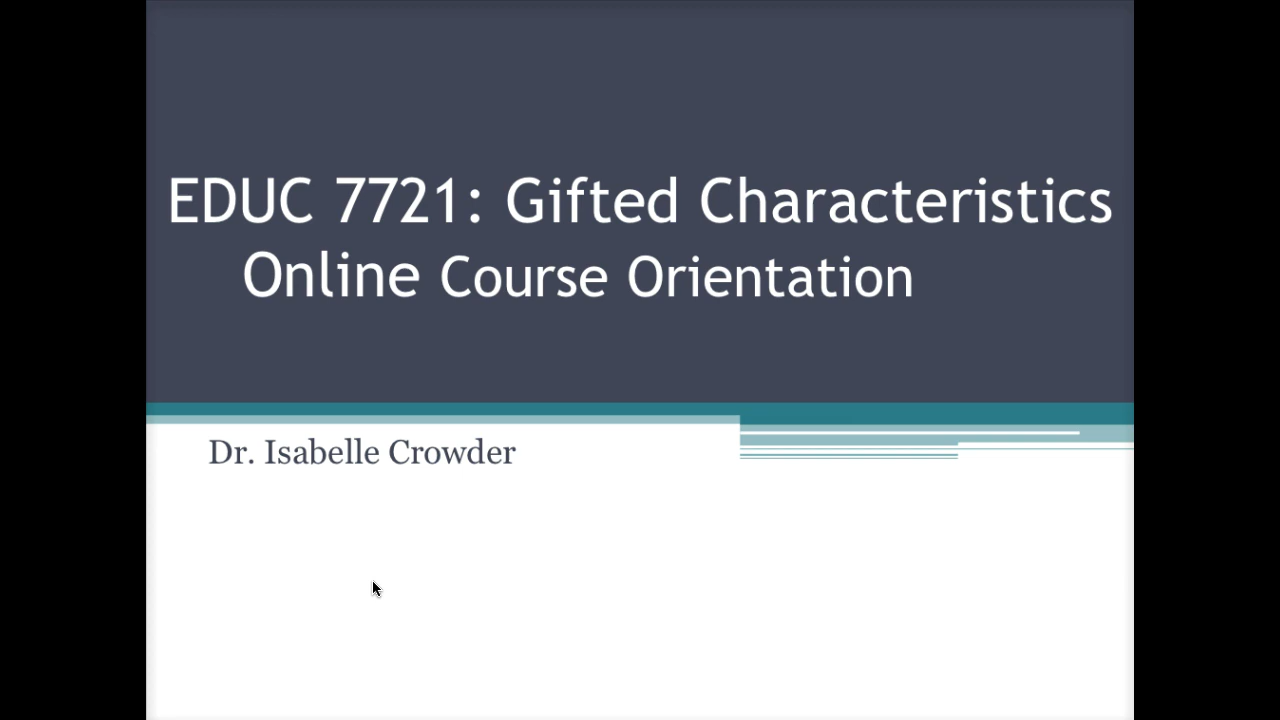 EDUC 7721: Gifted Characteristics
Online Course Orientation
Dr. Isabelle Crowder